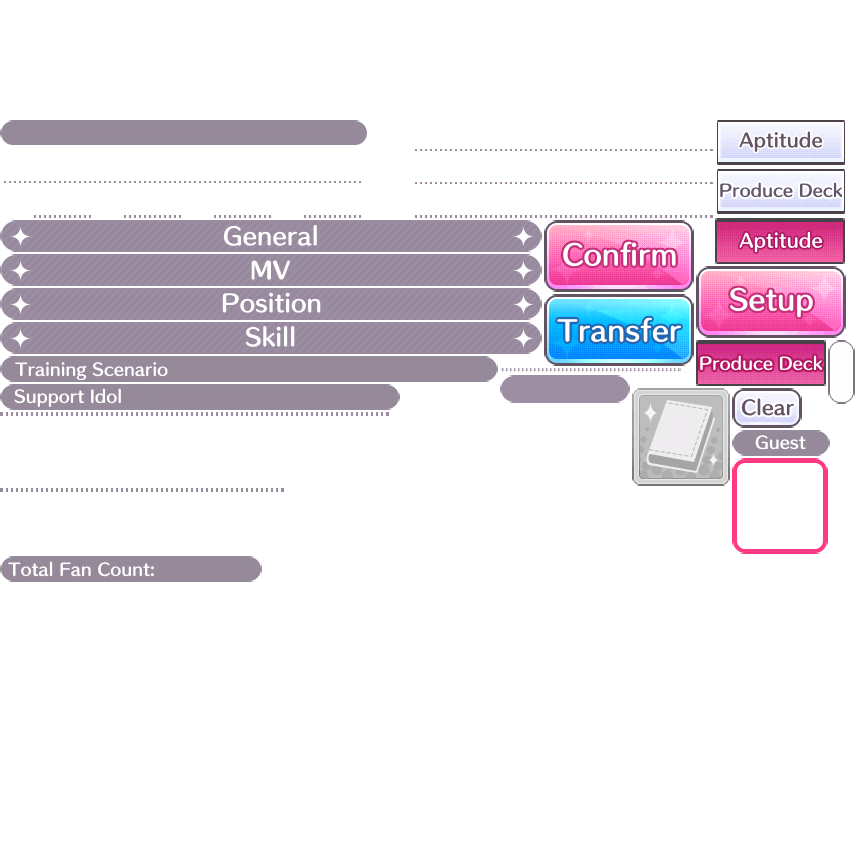 Aptitude
Produce Deck
General
Confirm
Aptitude
MV
Position
Setup
Skill
Transfer
Training Scenario
Produce Deck
Support Idol
Clear
Guest
Total Fan Count: